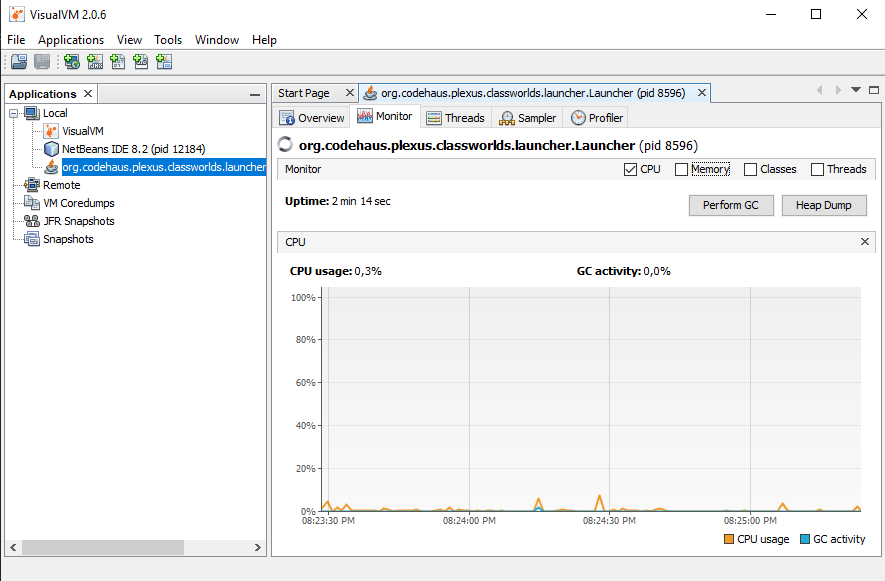 VisualVM 2.0.6
File Applications View Tools Window Help
Applications
Local
VisualVM
NetBeans IDE 8.2 (pid 12184)
org.codehaus.plexus.classworlds.launcher
Remote
VM Coredumps
JFR Snapshots
Snapshots
Start Page org.codehaus.plexus.classworlds.launcher.Launcher (pid 8596)
Overview Monitor Threads Sampler Profiler
org.codehaus.plexus.classworlds.launcher.Launcher (pid 8596)
Monitor CPU Memory Classes Threads
Uptime: 2 min 14 sec Perform GC Heap Dump
CPU
CPU usage: 0,3% GC activity: 0,0%
100%
80%
60%
40%
20%
0%
08:23:30 PM 08:24:00 PM 08:24:30 PM 08:25:00 PM
CPU usage GC activity